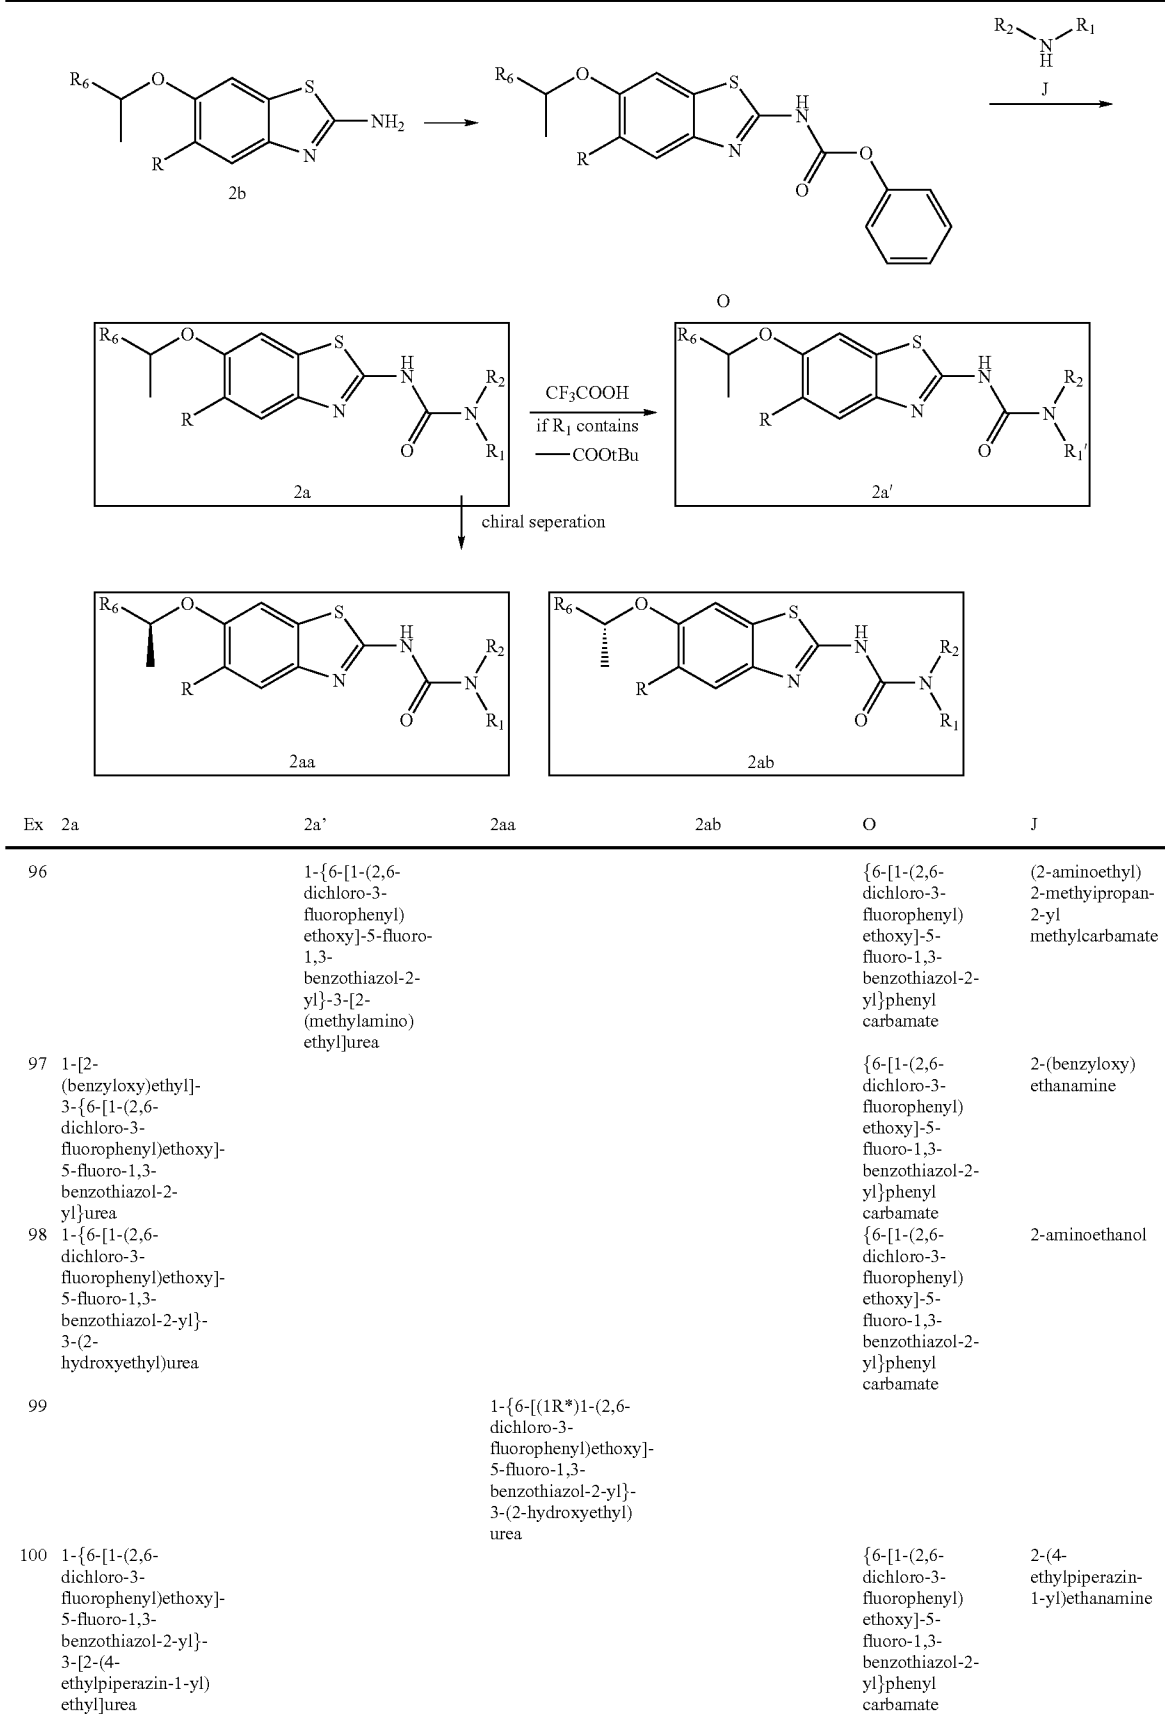 R2 R1
N
H
J
R6 O S NH2
R N
2b
R6 O S H
N
R N O
O
O
R6 O S H
N R2
R N N
O R1
2a
CF3COOH
if R1 contains
—COOtBu
R6 O S H
N R2
R N N
O R1′
2a′
chiral seperation
R6 O S H
N R2
R N N
O R1
2aa
R6 O S H
N R2
R N N
O R1
2ab
Ex 2a 2a’ 2aa 2ab O J
96
1-{6-[1-(2,6-
dichloro-3-
fluorophenyl)
ethoxy]-5-fluoro-
1,3-
benzothiazol-2-
yl}-3-[2-
(methylamino)
ethyl]urea
{6-[1-(2,6-
dichloro-3-
fluorophenyl)
ethoxy]-5-
fluoro-1,3-
benzothiazol-2-
yl}phenyl
carbamate
(2-aminoethyl)
2-methyipropan-
2-yl
methylcarbamate
97
1-[2-
(benzyloxy)ethyl]-
3-{6-[1-(2,6-
dichloro-3-
fluorophenyl)ethoxy]-
5-fluoro-1,3-
benzothiazol-2-
yl}urea
{6-[1-(2,6-
dichloro-3-
fluorophenyl)
ethoxy]-5-
fluoro-1,3-
benzothiazol-2-
yl}phenyl
carbamate
2-(benzyloxy)
ethanamine
98
1-{6-[1-(2,6-
dichloro-3-
fluorophenyl)ethoxy]-
5-fluoro-1,3-
benzothiazol-2-yl}-
3-(2-
hydroxyethyl)urea
{6-[1-(2,6-
dichloro-3-
fluorophenyl)
ethoxy]-5-
fluoro-1,3-
benzothiazol-2-
yl}phenyl
carbamate
2-aminoethanol
99
1-{6-[(1R*)1-(2,6-
dichloro-3-
fluorophenyl)ethoxy]-
5-fluoro-1,3-
benzothiazol-2-yl}-
3-(2-hydroxyethyl)
urea
100
1-{6-[1-(2,6-
dichloro-3-
fluorophenyl)ethoxy]-
5-fluoro-1,3-
benzothiazol-2-yl}-
3-[2-(4-
ethylpiperazin-1-yl)
ethyl]urea
{6-[1-(2,6-
dichloro-3-
fluorophenyl)
ethoxy]-5-
fluoro-1,3-
benzothiazol-2-
yl}phenyl
carbamate
2-(4-
ethylpiperazin-
1-yl)ethanamine